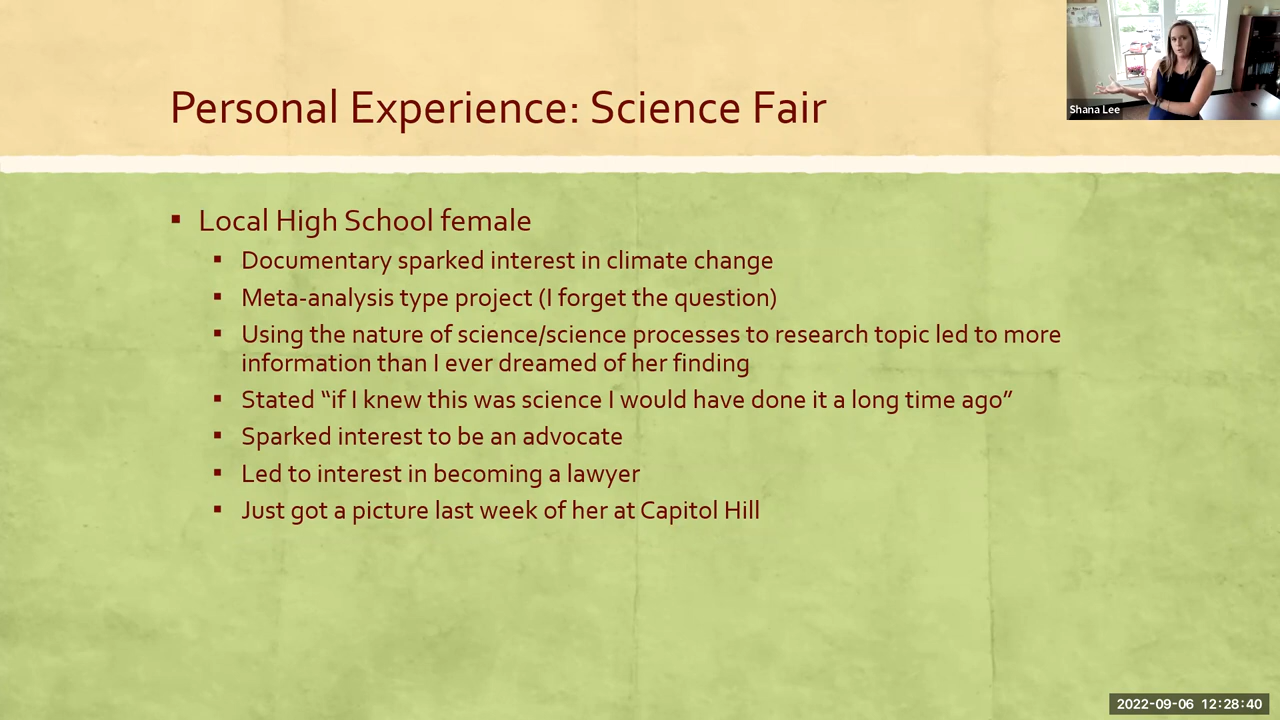 Personal Experience: Science Fair
Shana Lee
▪ Local High School female
▪ Documentary sparked interest in climate change
▪ Meta-analysis type project (I forget the question)
▪ Using the nature of science/science processes to research topic led to more
information than I ever dreamed of her finding
▪ Stated “if I knew this was science I would have done it a long time ago”
▪ Sparked interest to be an advocate
▪ Led to interest in becoming a lawyer
▪ Just got a picture last week of her at Capitol Hill
2022-09-06 12:28:40